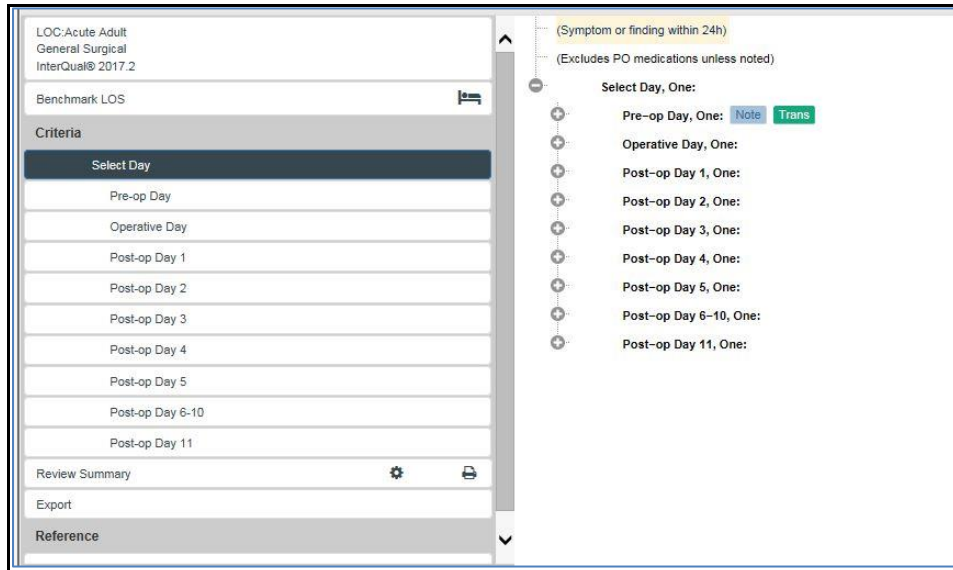 LOC:Acute Adult
General Surgical
InterQual® 2017.2
Benchmark LOS
Criteria
Select Day
Pre-op Day
Operative Day
Post-op Day 1
Post-op Day 2
Post-op Day 3
Post-op Day 4
Post-op Day 5
Post-op Day 6-10
Post-op Day 11
Review Summary
Export
Reference
(Symptom or finding within 24h)
(Excludes PO medications unless noted)
Select Day, One:
Pre-op Day, One: Note Trans
Operative Day, One:
Post-op Day 1, One:
Post-op Day 2, One:
Post-op Day 3, One:
Post-op Day 4, One:
Post-op Day 5, One:
Post-op Day 6-10, One:
Post-op Day 11, One: